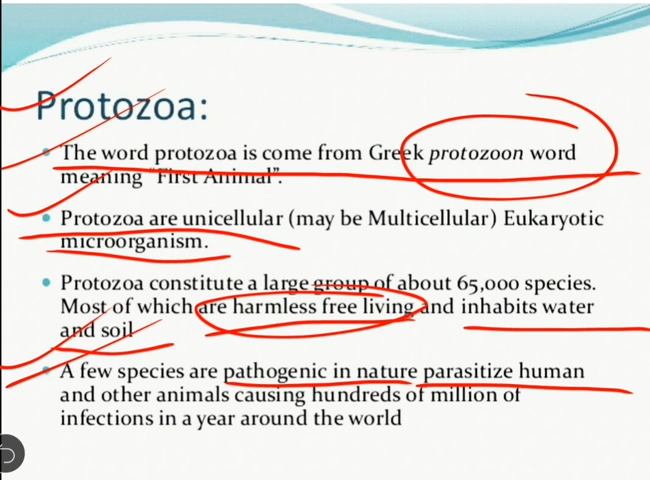 Protozoa:
The word protozoa is come from Greek protozoon word
meaning "First Animal".
Protozoa are unicellular (may be Multicellular) Eukaryotic
microorganism.
Protozoa constitute a large group of about 65,000 species.
Most of which are harmless free living and inhabits water
and soil
A few species are pathogenic in nature parasitize human
and other animals causing hundreds of million of
infections in a year around the world